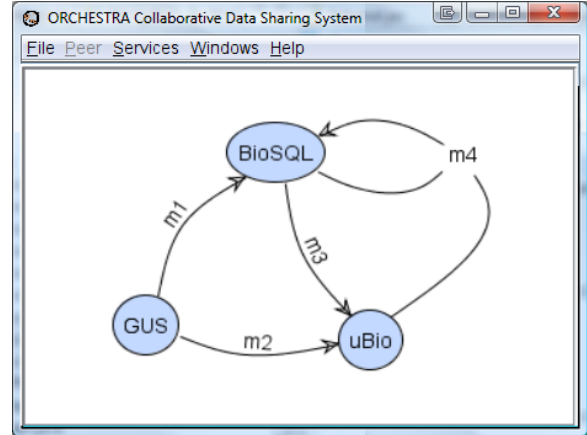 ORCHESTRA Collaborative Data Sharing System
File Peer Services Windows Help
BioSQL
m4
m1
m3
GUS
m2
uBio